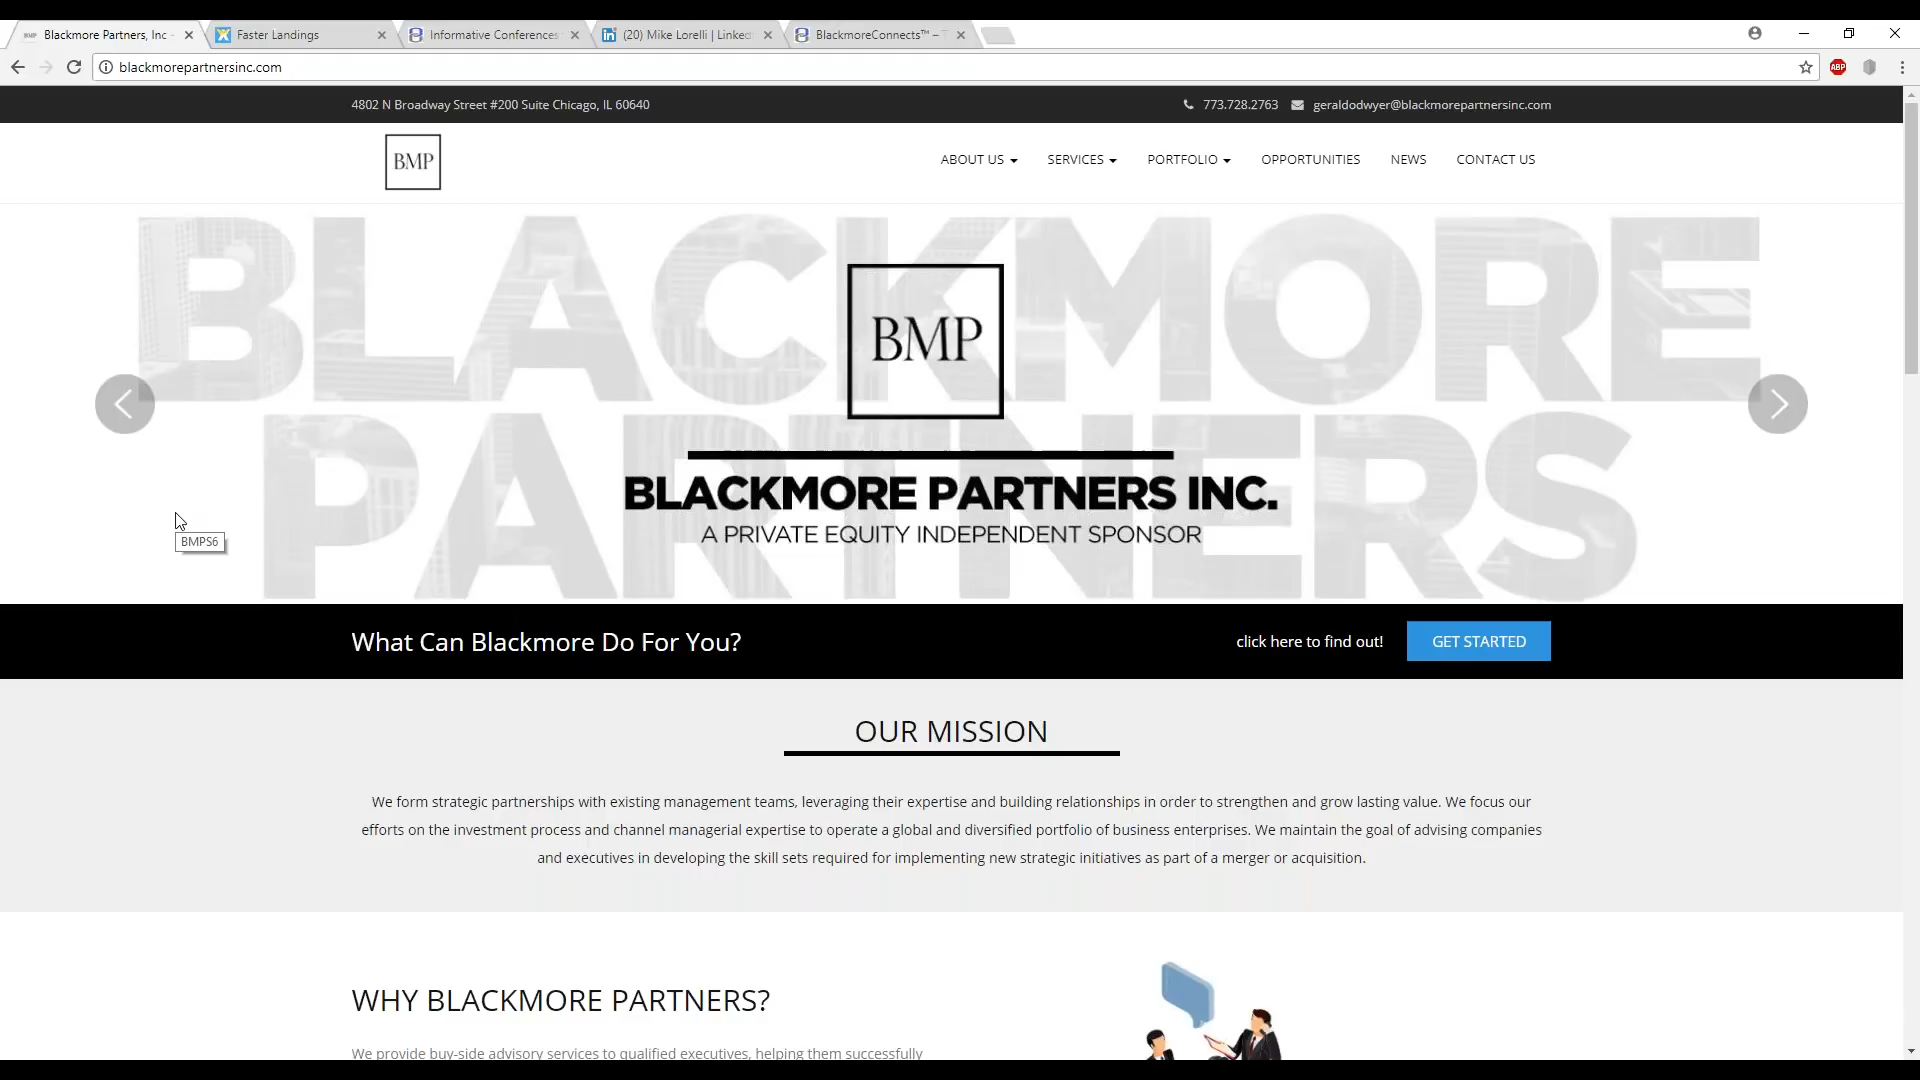 Blackmore Partners, Inc -
Faster Landings
Informative Conferences
(20) Mike Lorelli | Linked
BlackmoreConnects™ –
blackmorepartnersinc.com
ABP
4802 N Broadway Street #200 Suite Chicago, IL 60640
773.728.2763
geraldodwyer@blackmorepartnersinc.com
BMP
ABOUT US
SERVICES
PORTFOLIO
OPPORTUNITIES
NEWS
CONTACT US
BLACKMORE
PARTNERS
BMP
BLACKMORE PARTNERS INC.
A PRIVATE EQUITY INDEPENDENT SPONSOR
BMPS6
What Can Blackmore Do For You?
click here to find out!
GET STARTED
OUR MISSION
We form strategic partnerships with existing management teams, leveraging their expertise and building relationships in order to strengthen and grow lasting value. We focus our
efforts on the investment process and channel managerial expertise to operate a global and diversified portfolio of business enterprises. We maintain the goal of advising companies
and executives in developing the skill sets required for implementing new strategic initiatives as part of a merger or acquisition.
WHY BLACKMORE PARTNERS?
We provide buy-side advisory services to qualified executives, helping them successfully